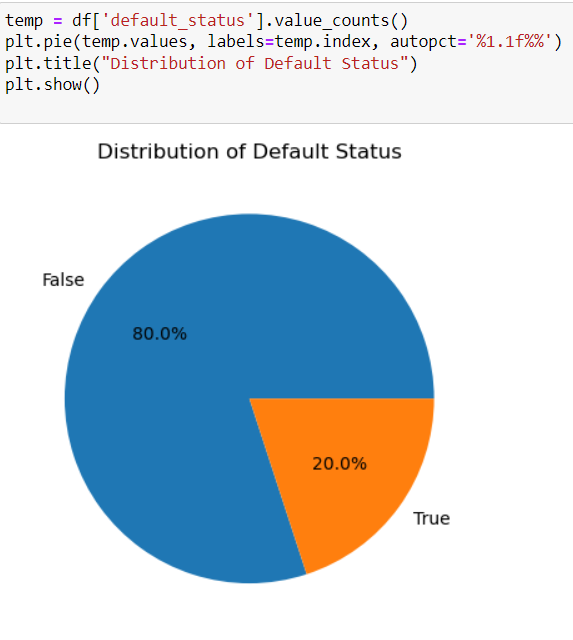 temp = df['default_status'].value_counts()
plt.pie(temp.values, labels=temp.index, autopct='%1.1f%%')
plt.title("Distribution of Default Status")
plt.show()
Distribution of Default Status
False
80.0%
20.0%
True